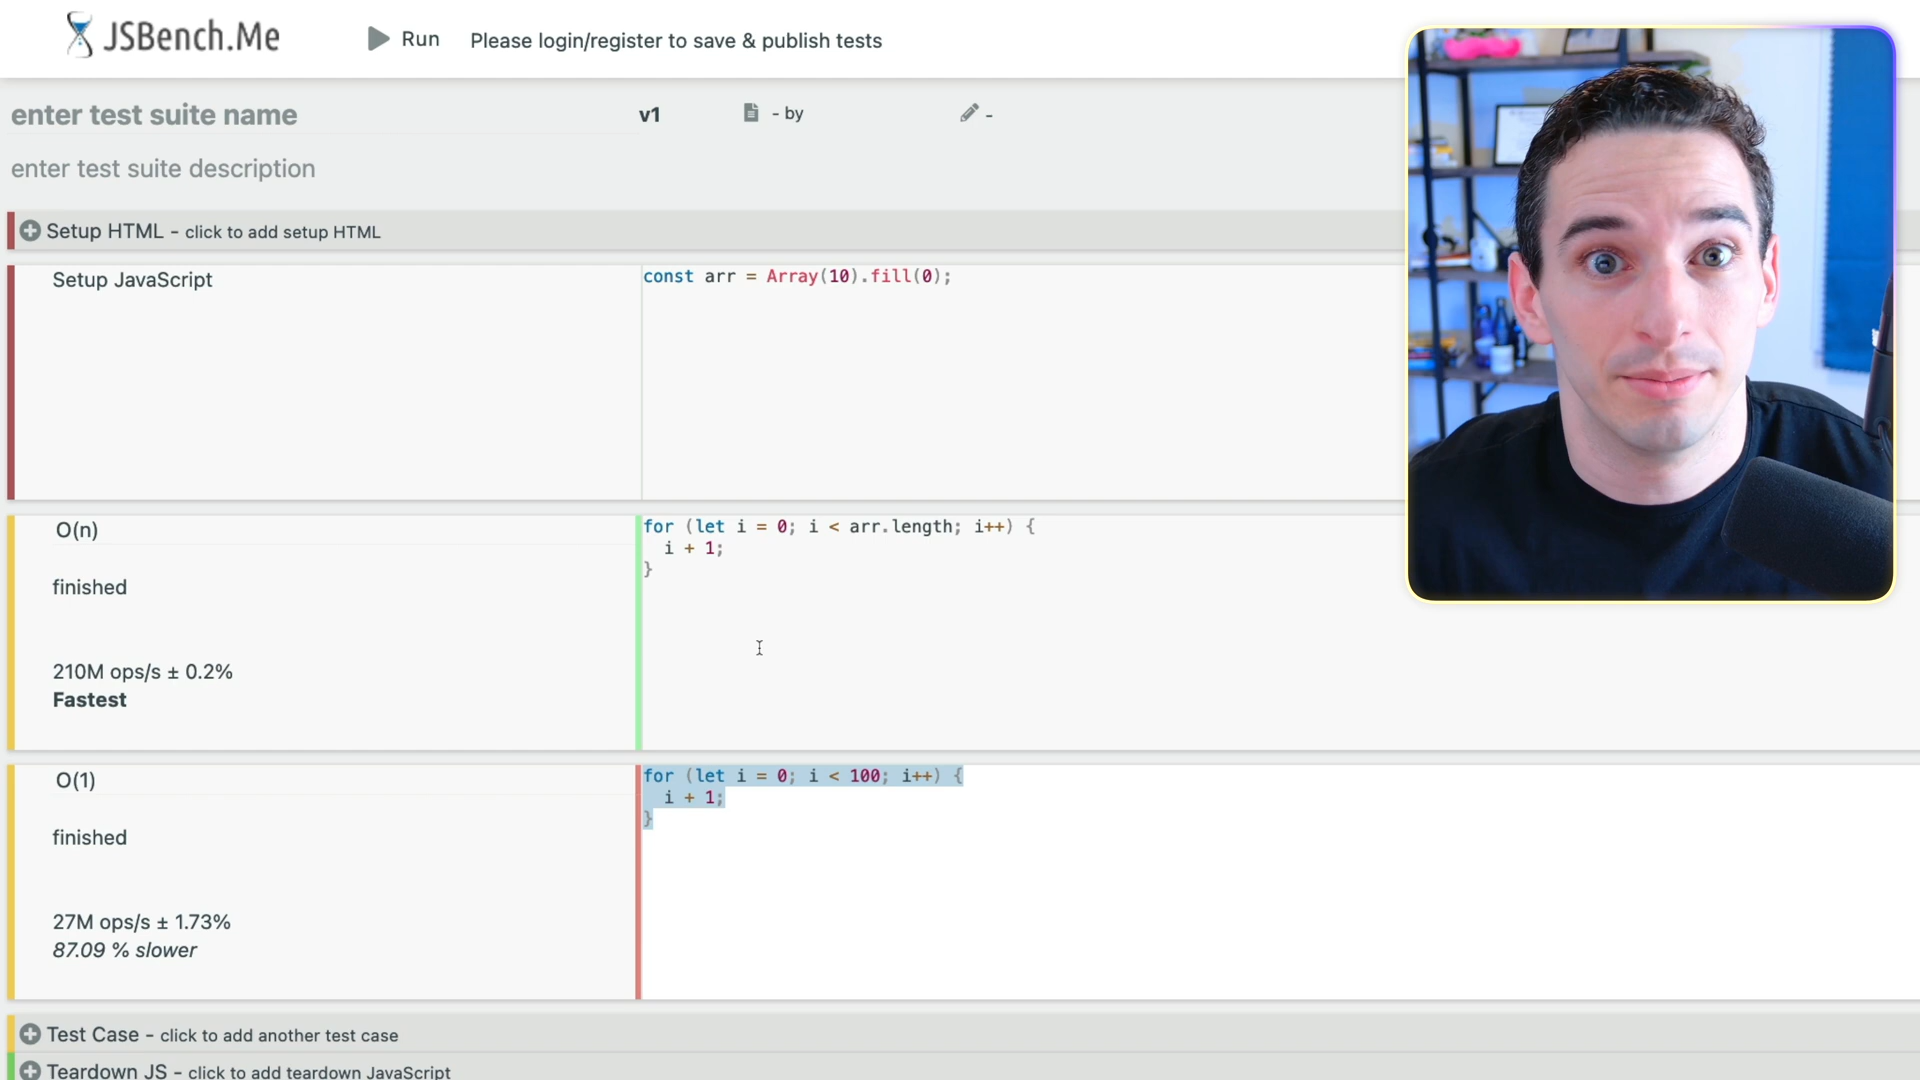 JSBench.Me
Run
Please login/register to save & publish tests
enter test suite name
v1
- by
-
enter test suite description
Setup HTML - click to add setup HTML
Setup JavaScript
const arr = Array(10).fill(0);
O(n)
finished
210M ops/s ± 0.2%
Fastest
for (let i = 0; i < arr.length; i++) {
  i + 1;
}
O(1)
finished
27M ops/s ± 1.73%
87.09 % slower
for (let i = 0; i < 100; i++) {
  i + 1;
}
Test Case - click to add another test case
Teardown JS - click to add teardown JavaScript